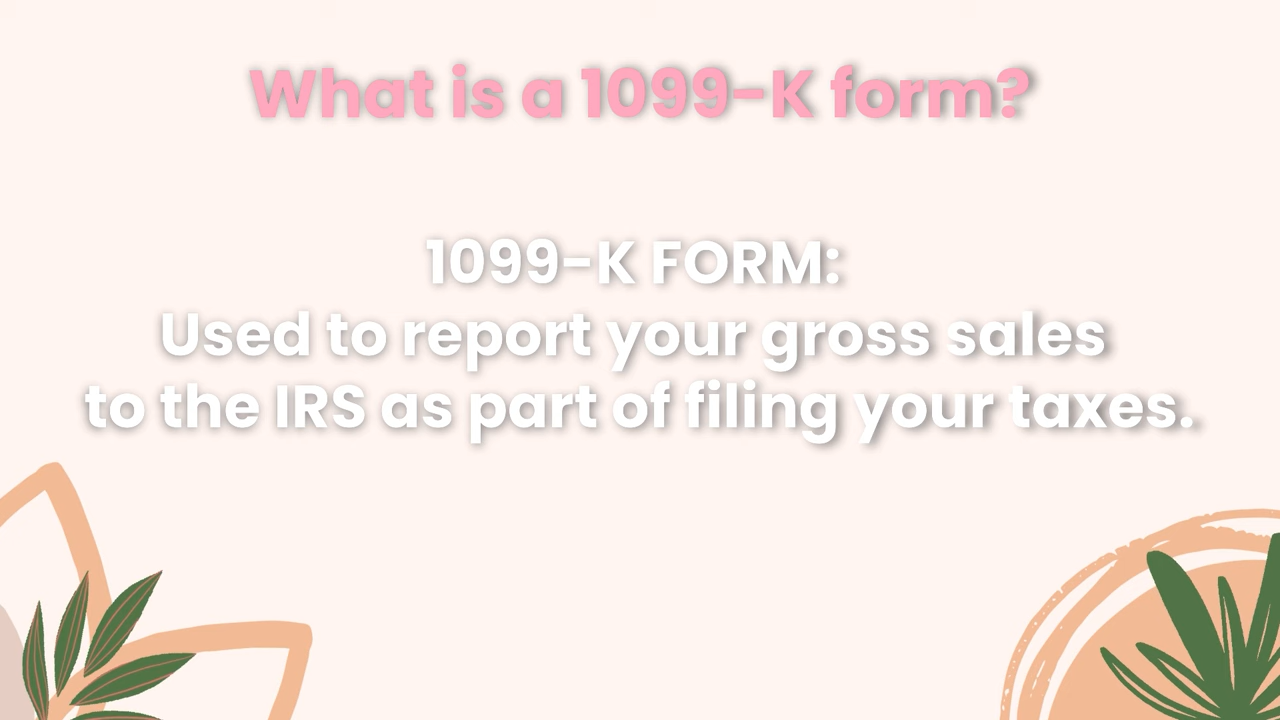 What is a 1099-K form?
1099-K FORM:
Used to report your gross sales
to the IRS as part of filing your taxes.